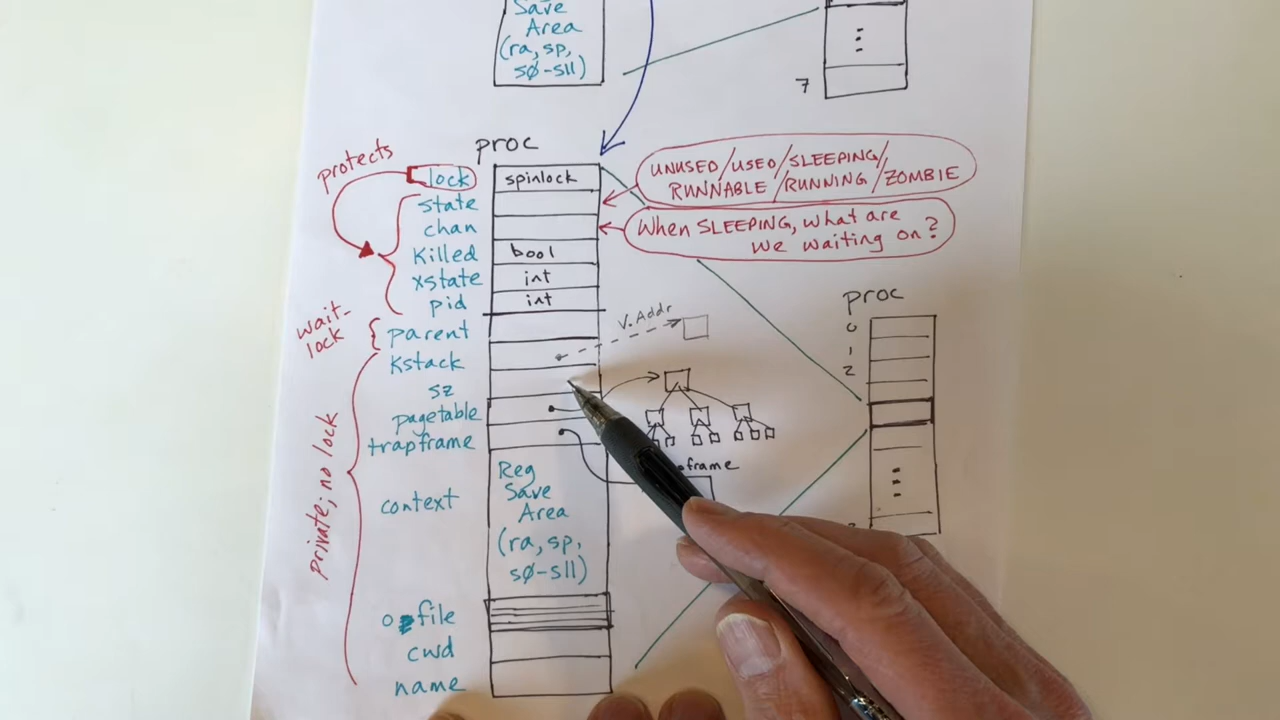 Save
Area
(ra, sp,
sØ-s11)
7
proc
protects
lock
spinlock
UNUSED/USED/SLEEPING/
RUNNABLE/RUNNING/ZOMBIE
state
chan
When SLEEPING, what are
we waiting on?
Killed
bool
xstate
int
pid
int
wait-
lock
parent
V.Addr
proc
0
1
2
Kstack
sz
pagetable
trapframe
frame
private; no lock
context
Reg
Save
Area
(ra, sp,
sØ-s11)
ofile
cwd
name